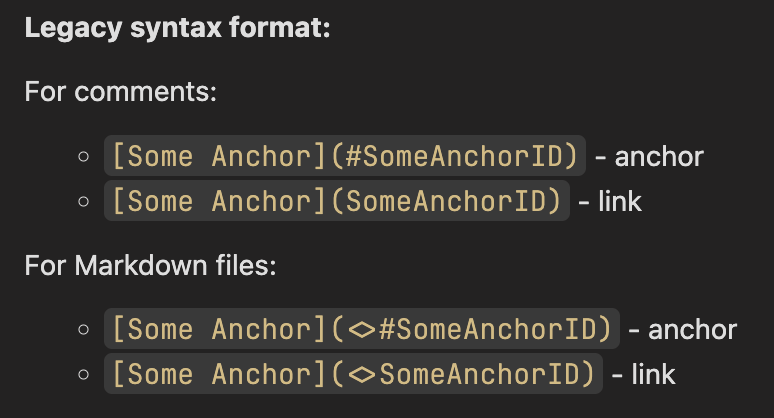 Legacy syntax format:
For comments:
[Some Anchor](#SomeAnchorID) - anchor
[Some Anchor](SomeAnchorID) - link
For Markdown files:
[Some Anchor](<>#SomeAnchorID) - anchor
[Some Anchor](<>SomeAnchorID) - link